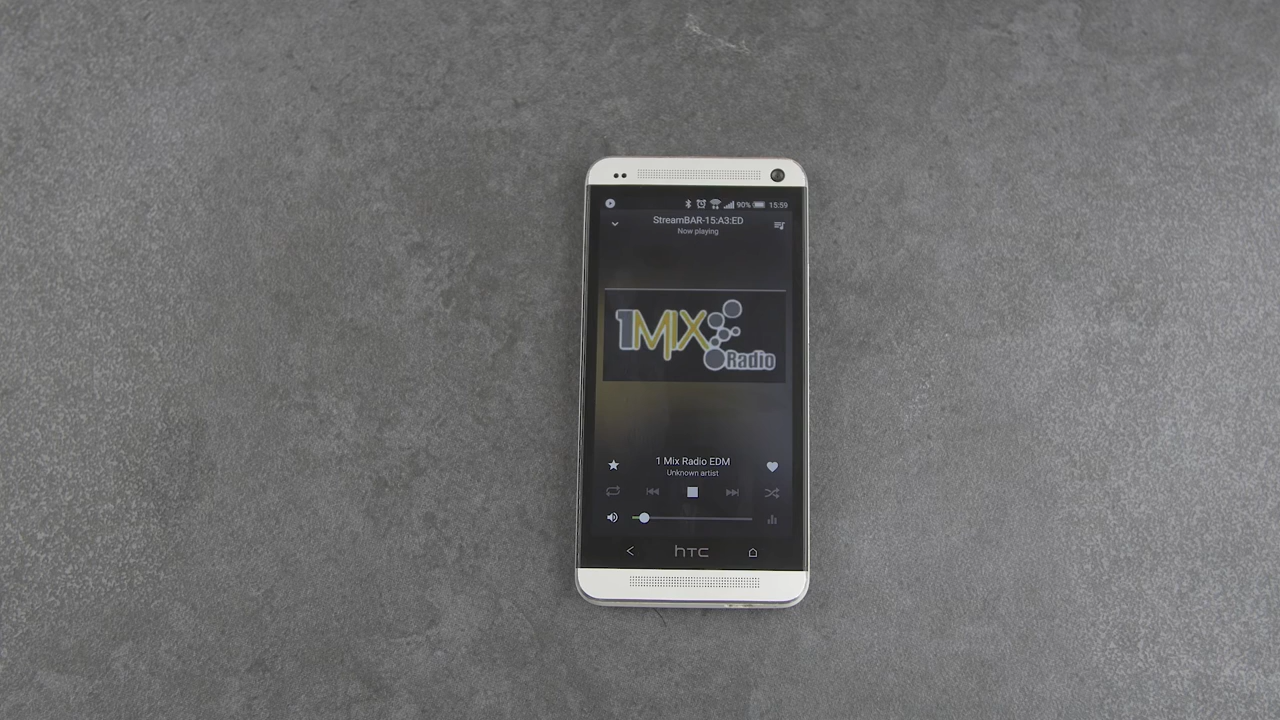 90% 15:59
StreamBAR-15:A3:ED
Now playing
1MIX
Radio
1 Mix Radio EDM
Unknown artist
hTC